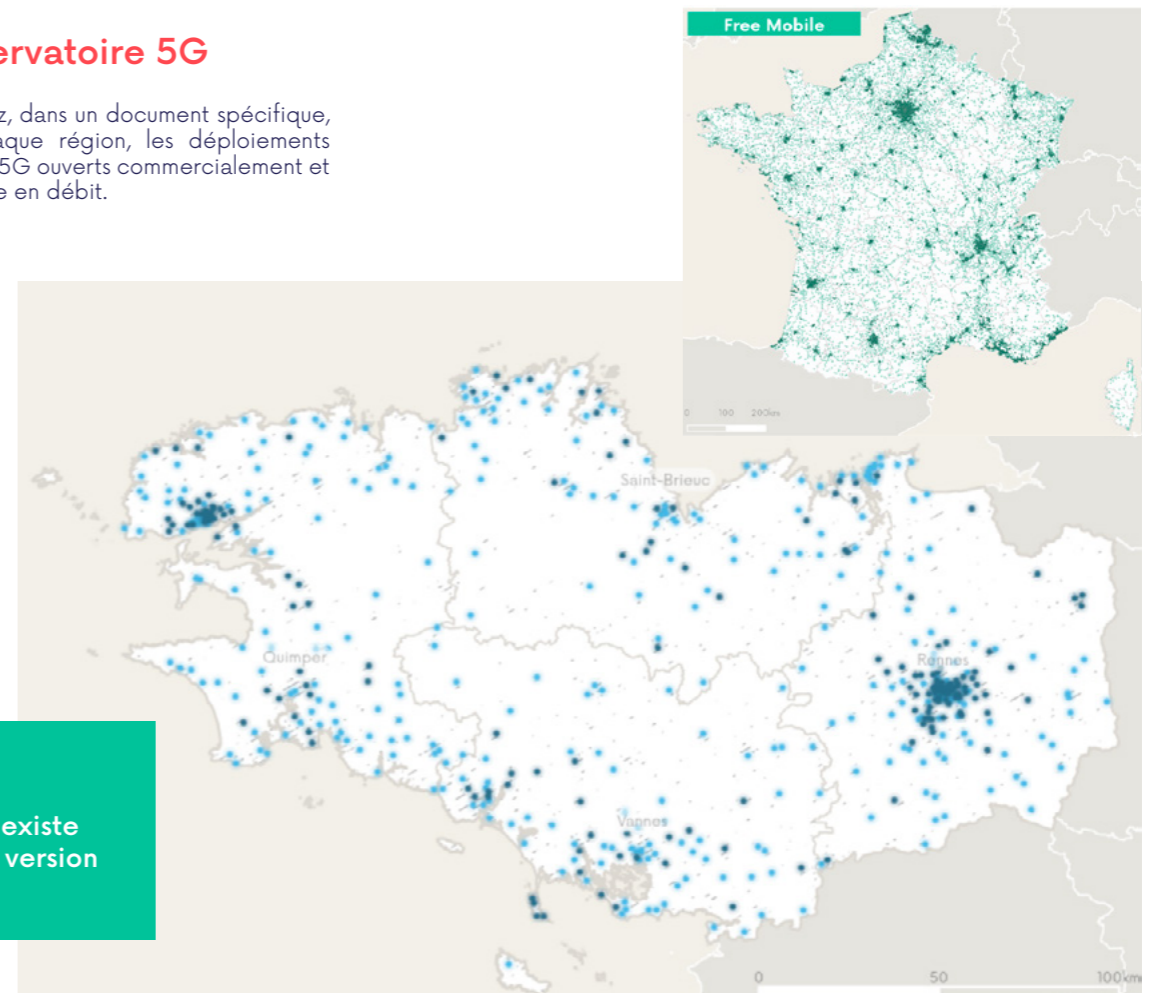 ervatoire 5G
z, dans un document spécifique,
aque région, les déploiements
5G ouverts commercialement et
e en débit.
Free Mobile
0 100 200km
Saint-Brieuc
Quimper
Rennes
Vannes
existe
version
0 50 100km